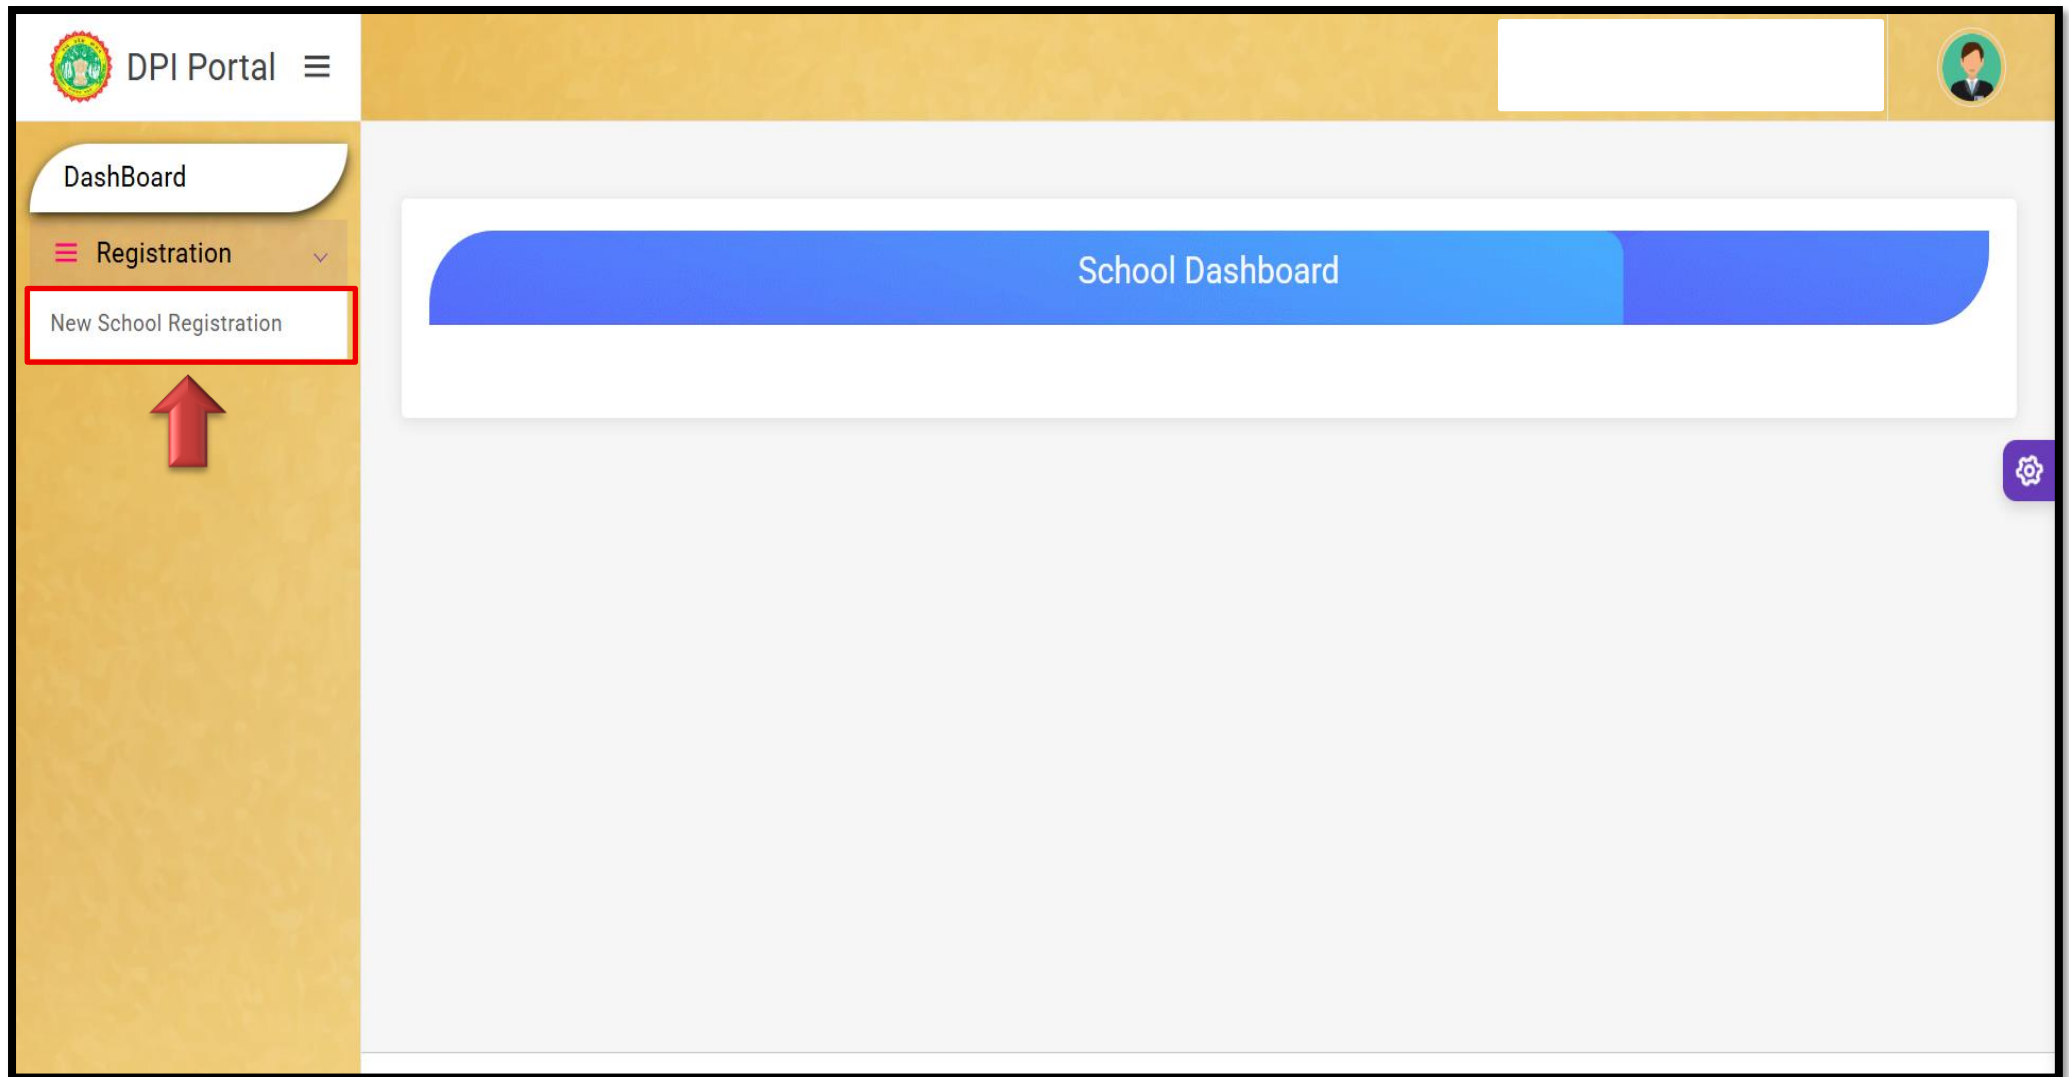 DPI Portal
DashBoard
Registration
New School Registration
School Dashboard